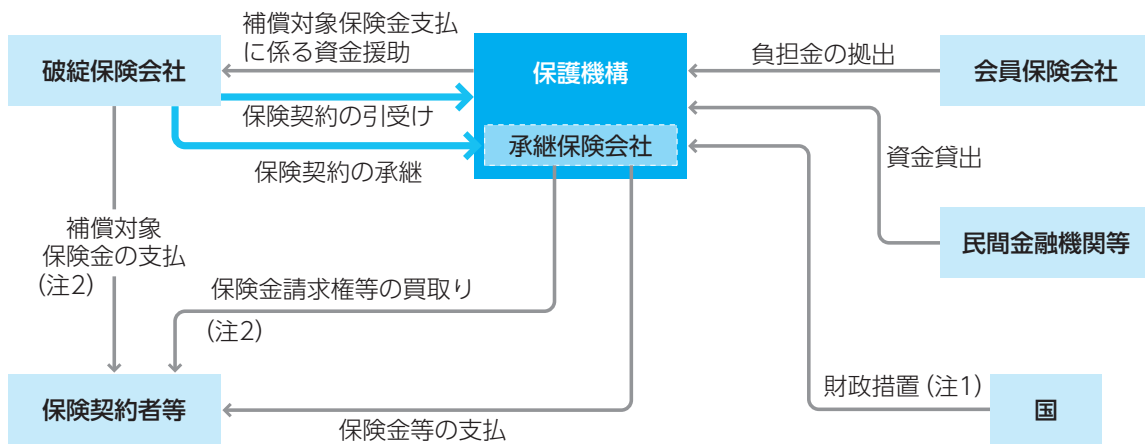 補償対象保険金支払
に係る資金援助
破綻保険会社
保護機構
負担金の拠出
会員保険会社
保険契約の引受け
承継保険会社
保険契約の承継
資金貸出
補償対象
保険金の支払
(注2)
民間金融機関等
保険金請求権等の買取り
(注2)
財政措置(注1)
国
保険契約者等
保険金等の支払